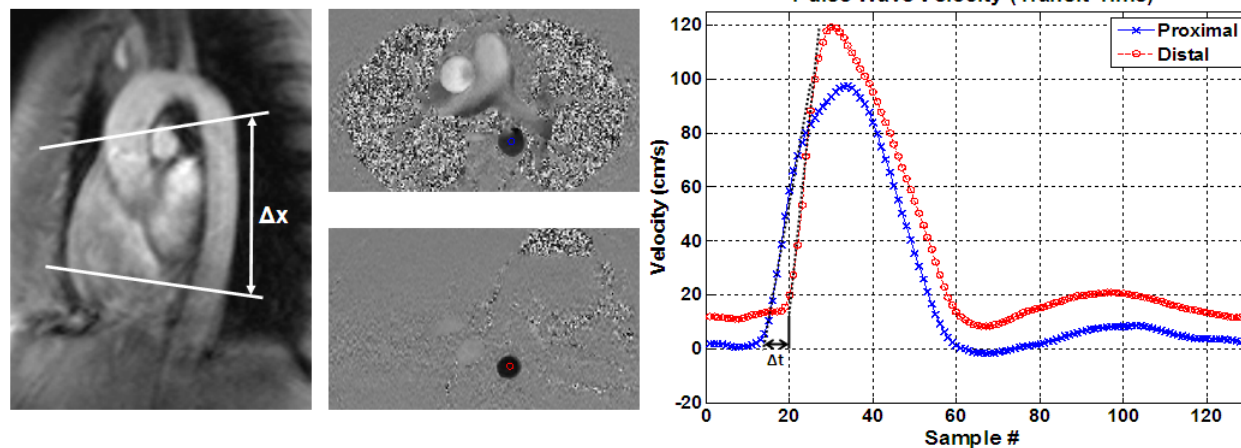 Δx
Pulse Wave Velocity (Transit Time)
120
100
80
60
40
20
0
-20
Velocity (cm/s)
Proximal
Distal
Δt
0
20
40
60
80
100
120
Sample #